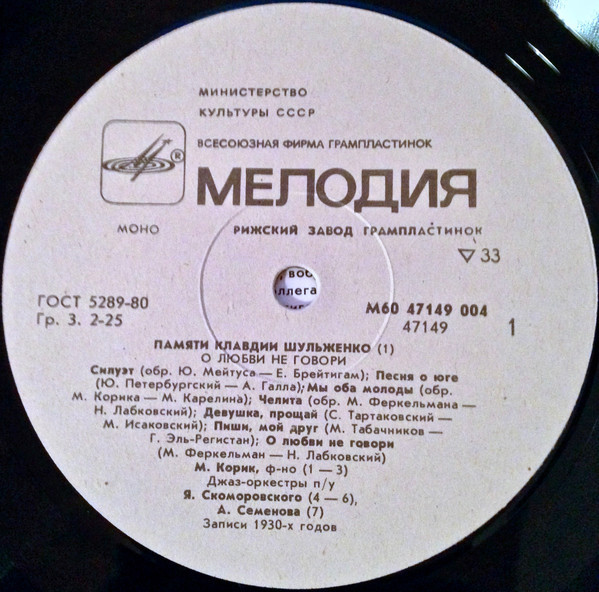 МИНИСТЕРСТВО
КУЛЬТУРЫ СССР
ВСЕСОЮЗНАЯ ФИРМА ГРАМПЛАСТИНОК
®
МЕЛОДИЯ
МОНО РИЖСКИЙ ЗАВОД ГРАМПЛАСТИНОК
▽ 33
ГОСТ 5289-80
Гр. 3. 2-25
М60 47149 004
47149
1
ПАМЯТИ КЛАВДИИ ШУЛЬЖЕНКО (1)
О ЛЮБВИ НЕ ГОВОРИ
Силуэт (обр. Ю. Мейтуса — Е. Брейтигам); Песня о юге
(Ю. Петербургский — А. Галла); Мы оба молоды (обр.
М. Корика — М. Карелина); Челита (обр. М. Феркельмана —
Н. Лабковский); Девушка, прощай (С. Тартаковский —
М. Исаковский); Пиши, мой друг (М. Табачников —
Г. Эль-Регистан); О любви не говори
(М. Феркельман — Н. Лабковский)
М. Корик, ф-но (1 — 3)
Джаз-оркестры п/у
Я. Скоморовского (4 — 6),
А. Семенова (7)
Записи 1930-х годов